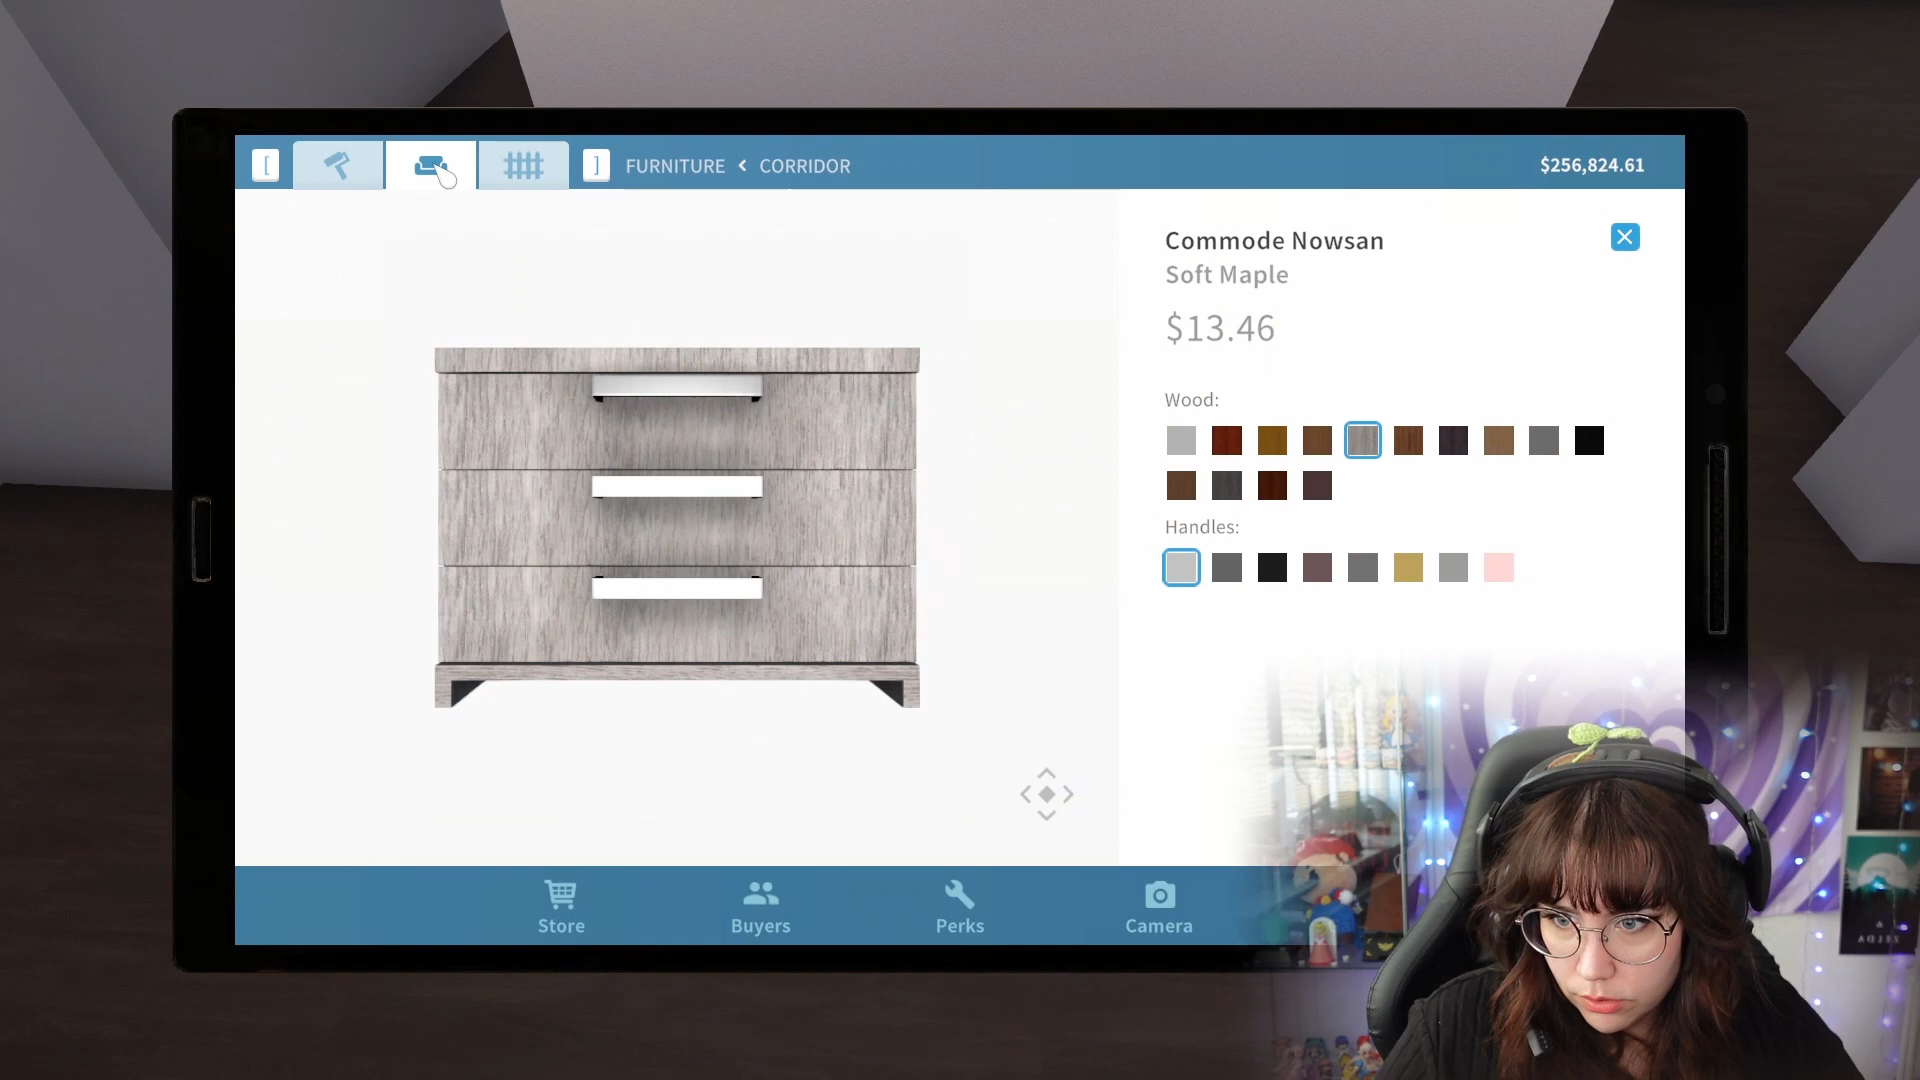 [
]
FURNITURE < CORRIDOR
$256,824.61
Commode Nowsan
Soft Maple
$13.46
Wood:
Handles:
Store
Buyers
Perks
Camera